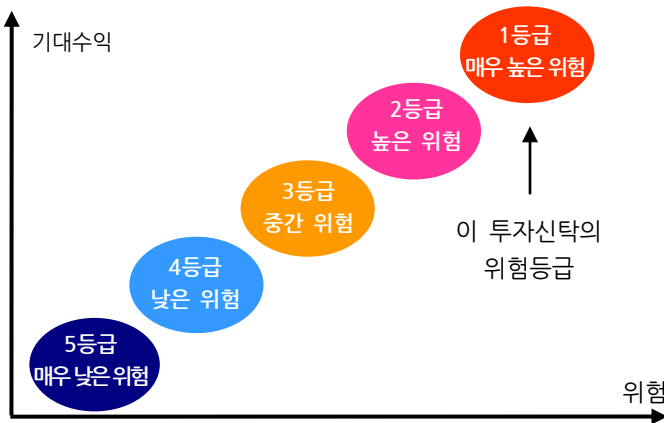 기대수익
1등급
매우 높은 위험
2등급
높은 위험
3등급
중간 위험
이 투자신탁의
위험등급
4등급
낮은 위험
5등급
매우 낮은 위험
위험